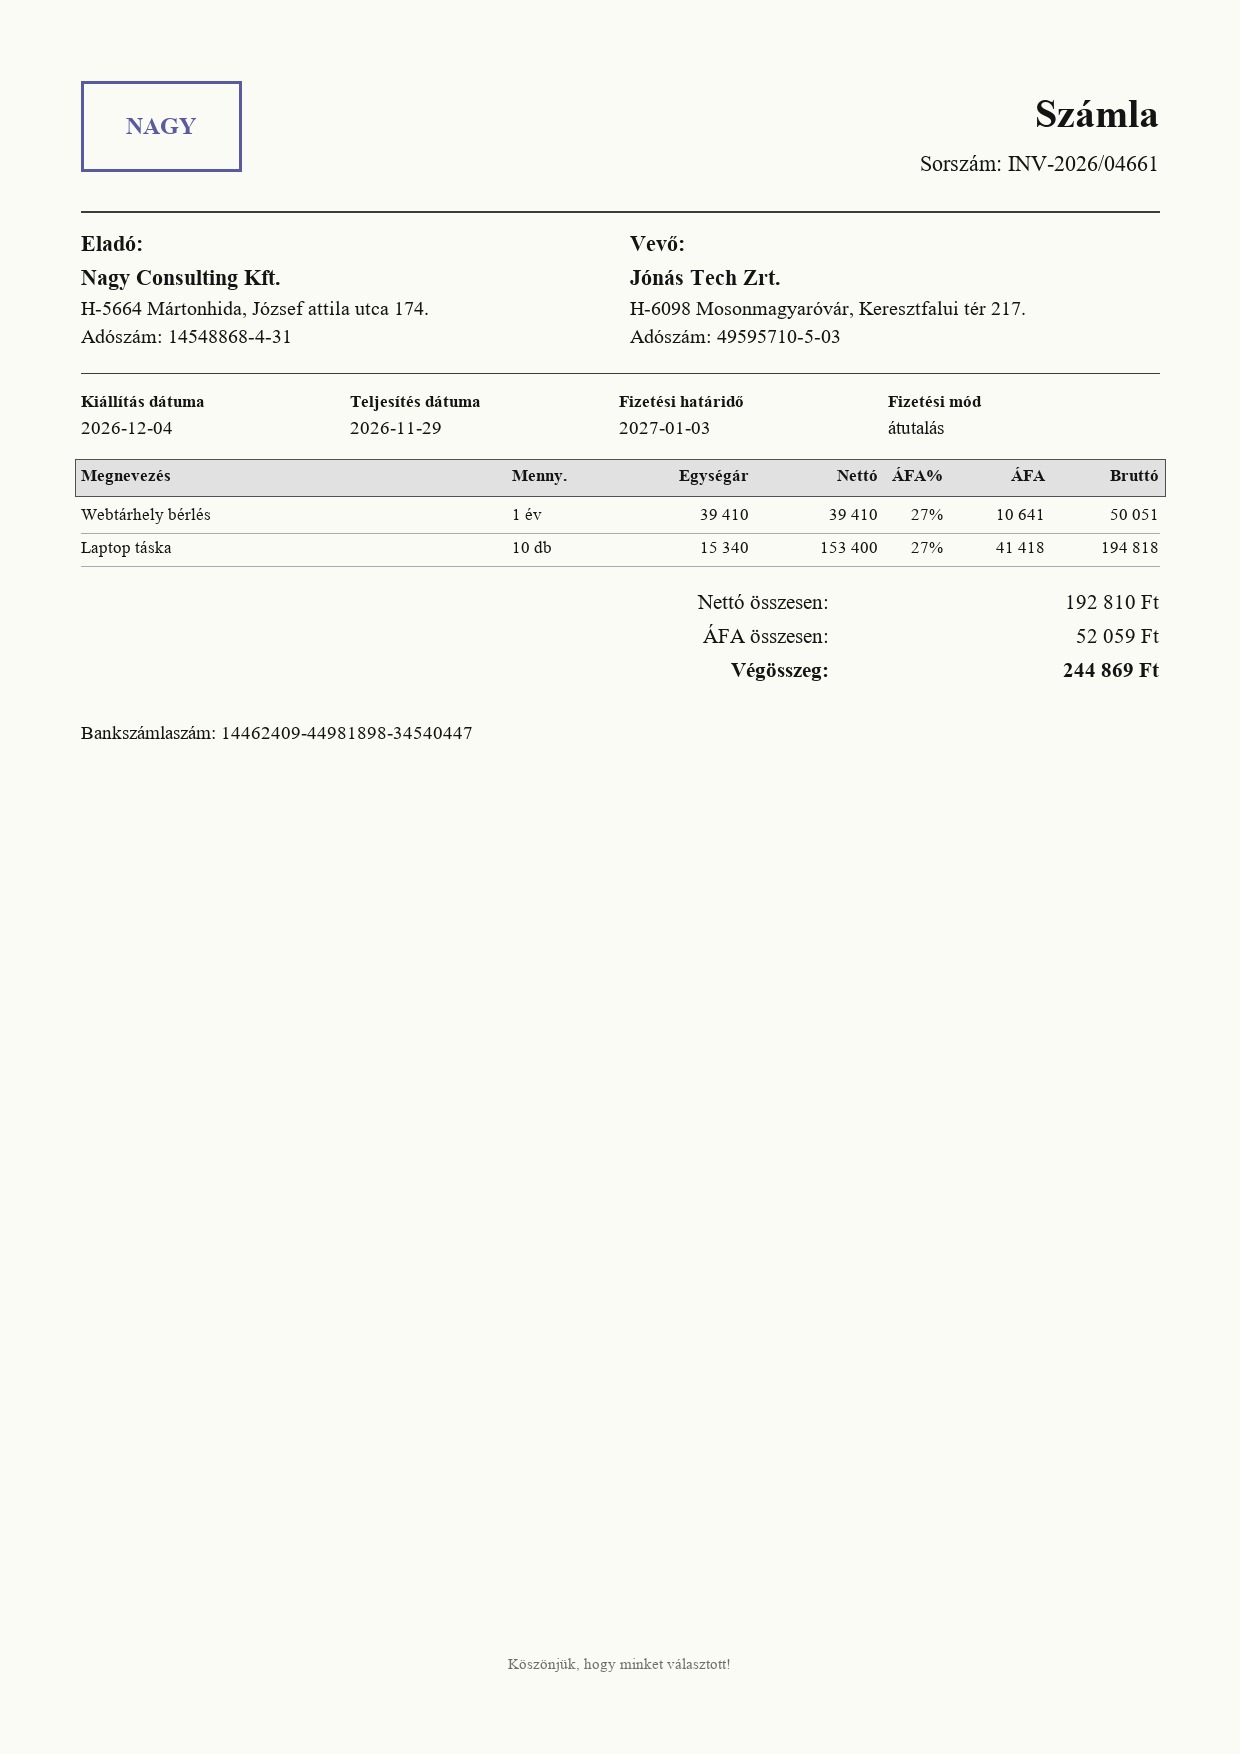 NAGY
Számla
Sorszám: INV-2026/04661
Eladó:
Nagy Consulting Kft.
H-5664 Mártonhida, József attila utca 174.
Adószám: 14548868-4-31
Vevő:
Jónás Tech Zrt.
H-6098 Mosonmagyaróvár, Keresztfalui tér 217.
Adószám: 49595710-5-03
Kiállítás dátuma
2026-12-04
Teljesítés dátuma
2026-11-29
Fizetési határidő
2027-01-03
Fizetési mód
átutalás
Megnevezés Menny. Egységár Nettó ÁFA% ÁFA Bruttó
Webtárhely bérlés 1 év 39 410 39 410 27% 10 641 50 051
Laptop táska 10 db 15 340 153 400 27% 41 418 194 818
Nettó összesen: 192 810 Ft
ÁFA összesen: 52 059 Ft
Végösszeg: 244 869 Ft
Bankszámlaszám: 14462409-44981898-34540447
Köszönjük, hogy minket választott!